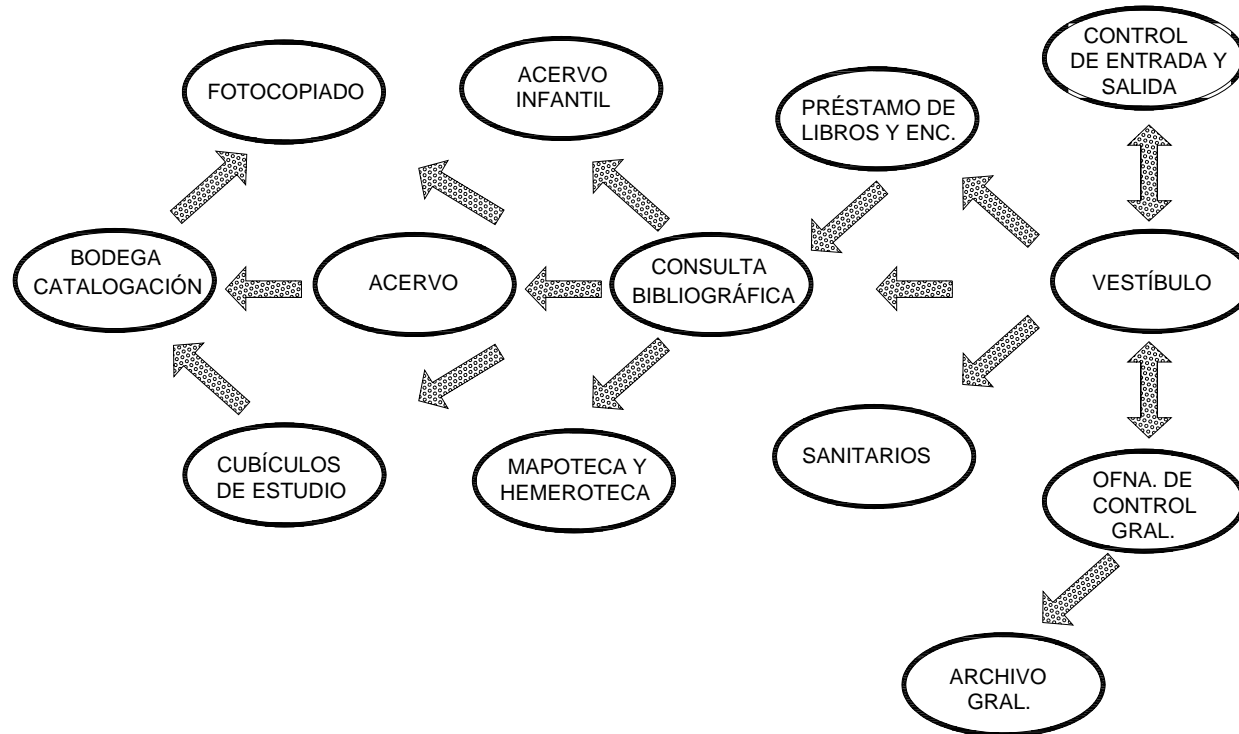 CONTROL
DE ENTRADA Y
SALIDA
ACERVO
INFANTIL
FOTOCOPIADO
PRÉSTAMO DE
LIBROS Y ENC.
BODEGA
CATALOGACIÓN
ACERVO
CONSULTA
BIBLIOGRÁFICA
VESTÍBULO
CUBÍCULOS
DE ESTUDIO
MAPOTECA Y
HEMEROTECA
SANITARIOS
OFNA. DE
CONTROL
GRAL.
ARCHIVO
GRAL.